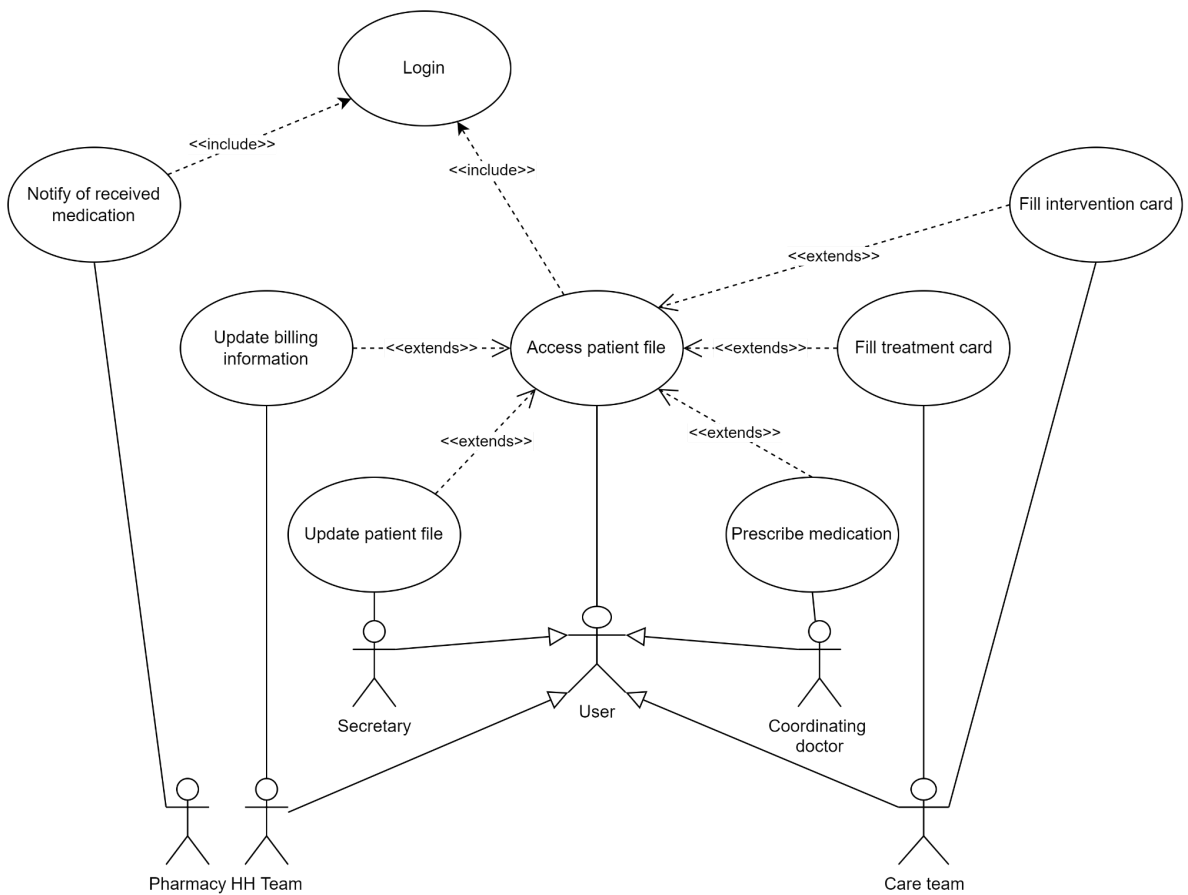 Login
<<include>>
<<include>>
Notify of received
medication
Fill intervention card
<<extends>>
Update billing
information
<<extends>>
Access patient file
<<extends>>
Fill treatment card
<<extends>>
<<extends>>
Update patient file
Prescribe medication
Secretary
User
Coordinating
doctor
Pharmacy
HH Team
Care team